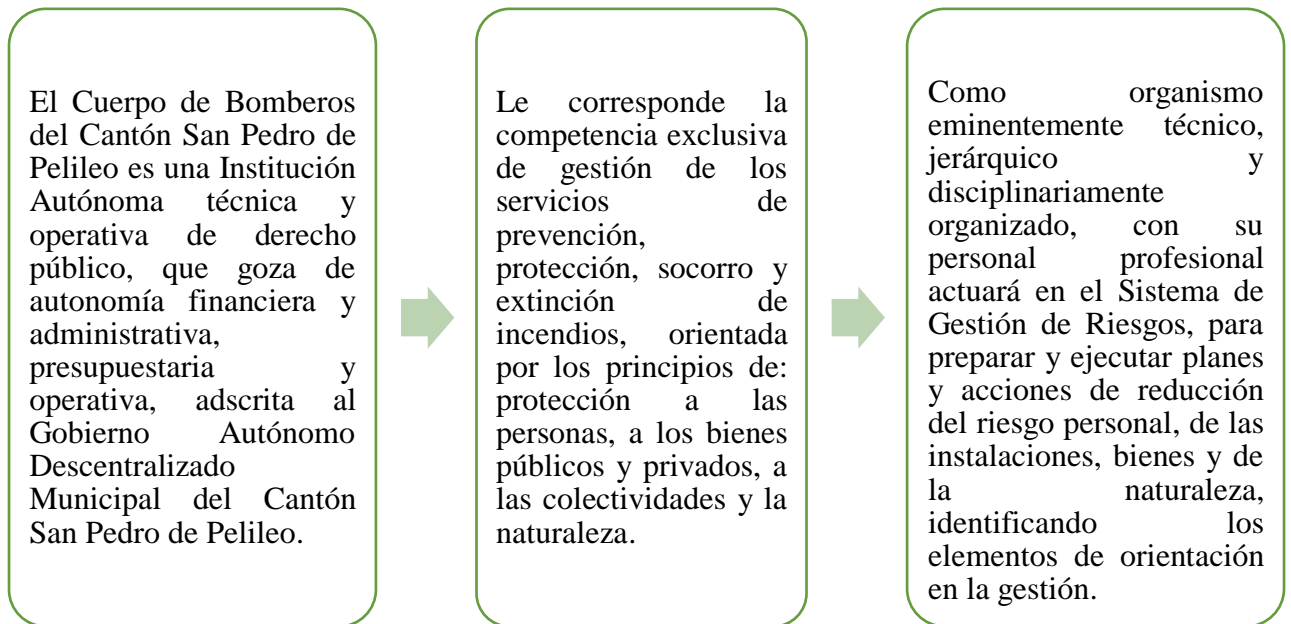 El Cuerpo de Bomberos
del Cantón San Pedro de
Pelileo es una Institución
Autónoma técnica y
operativa de derecho
público, que goza de
autonomía financiera y
administrativa,
presupuestaria y
operativa, adscrita al
Gobierno Autónomo
Descentralizado
Municipal del Cantón
San Pedro de Pelileo.
Le corresponde la
competencia exclusiva
de gestión de los
servicios de
prevención,
protección, socorro y
extinción de
incendios, orientada
por los principios de:
protección a las
personas, a los bienes
públicos y privados, a
las colectividades y la
naturaleza.
Como organismo
eminentemente técnico,
jerárquico y
disciplinariamente
organizado, con su
personal profesional
actuará en el Sistema de
Gestión de Riesgos, para
preparar y ejecutar planes
y acciones de reducción
del riesgo personal, de las
instalaciones, bienes y de
la naturaleza,
identificando los
elementos de orientación
en la gestión.